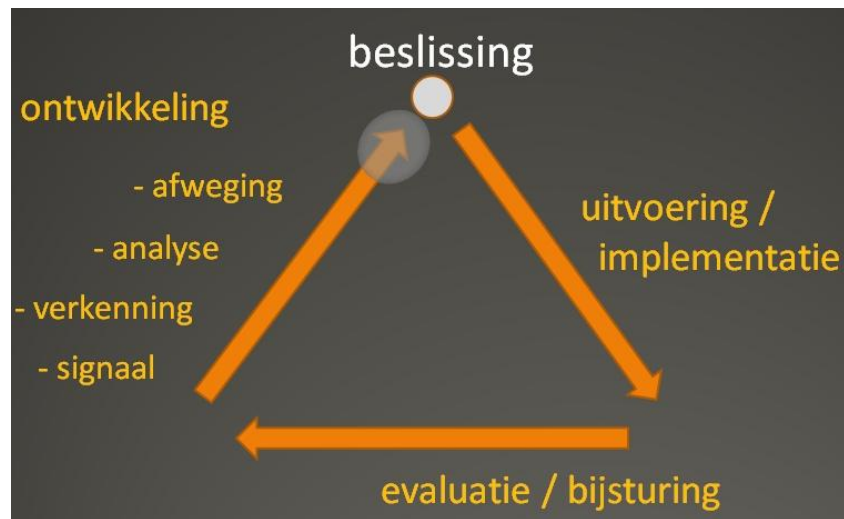 beslissing
ontwikkeling
- afweging
- analyse
- verkenning
- signaal
uitvoering /
implementatie
evaluatie / bijsturing